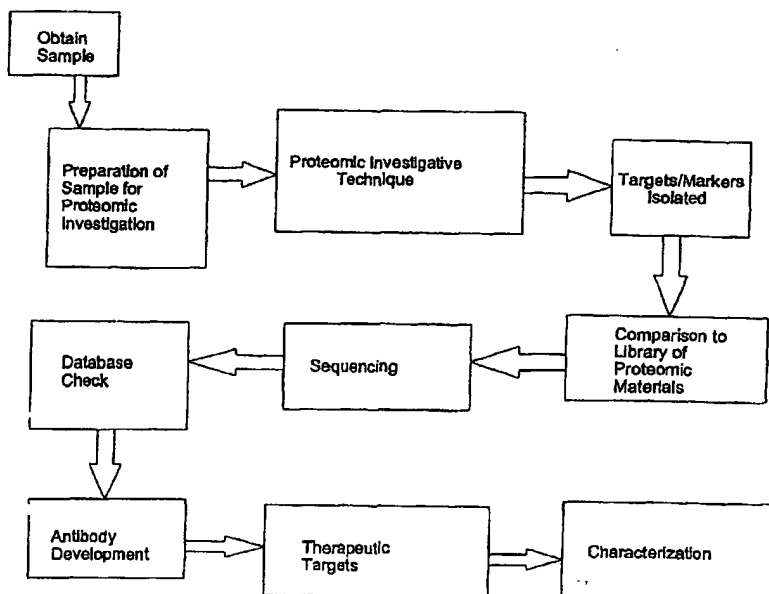 Obtain
Sample
Preparation of
Sample for
Proteomic
Investigation
Proteomic Investigative
Technique
Targets/Markers
Isolated
Comparison to
Library of
Proteomic
Materials
Sequencing
Database
Check
Antibody
Development
Therapeutic
Targets
Characterization